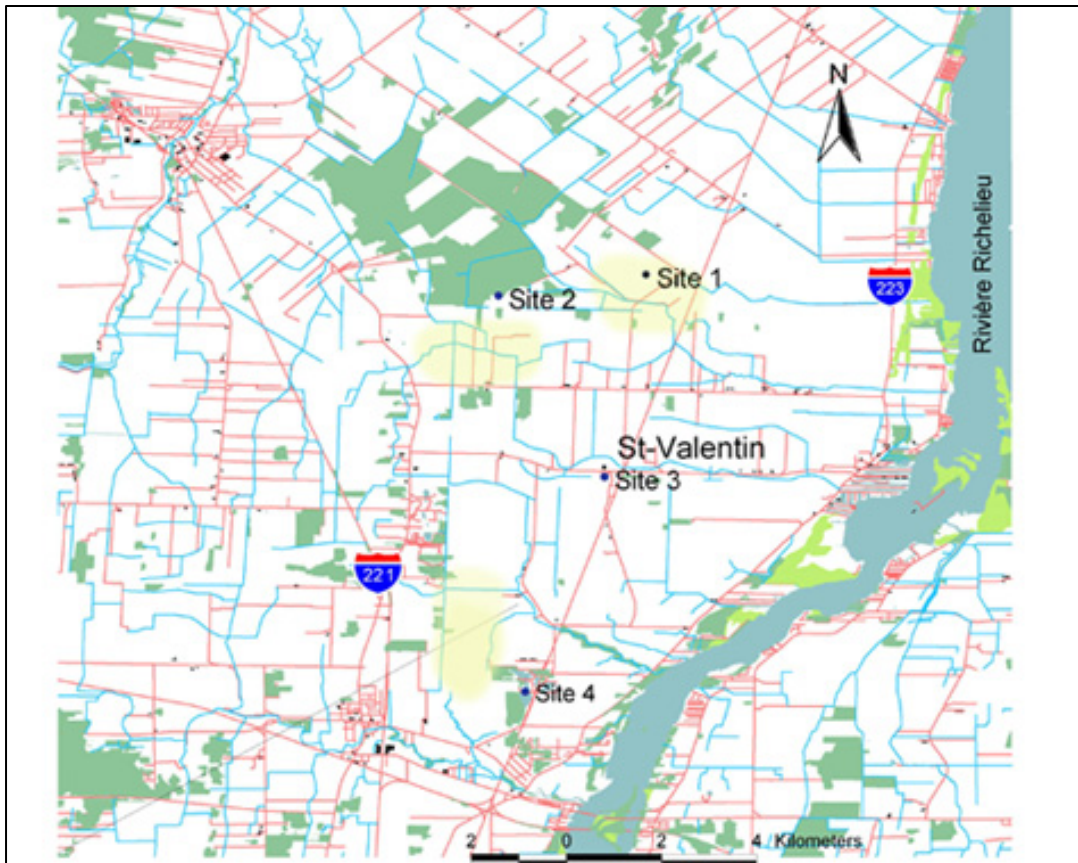 N
Rivière Richelieu
Site 1
223
Site 2
St-Valentin
Site 3
221
Site 4
2 0 2 4 Kilometers